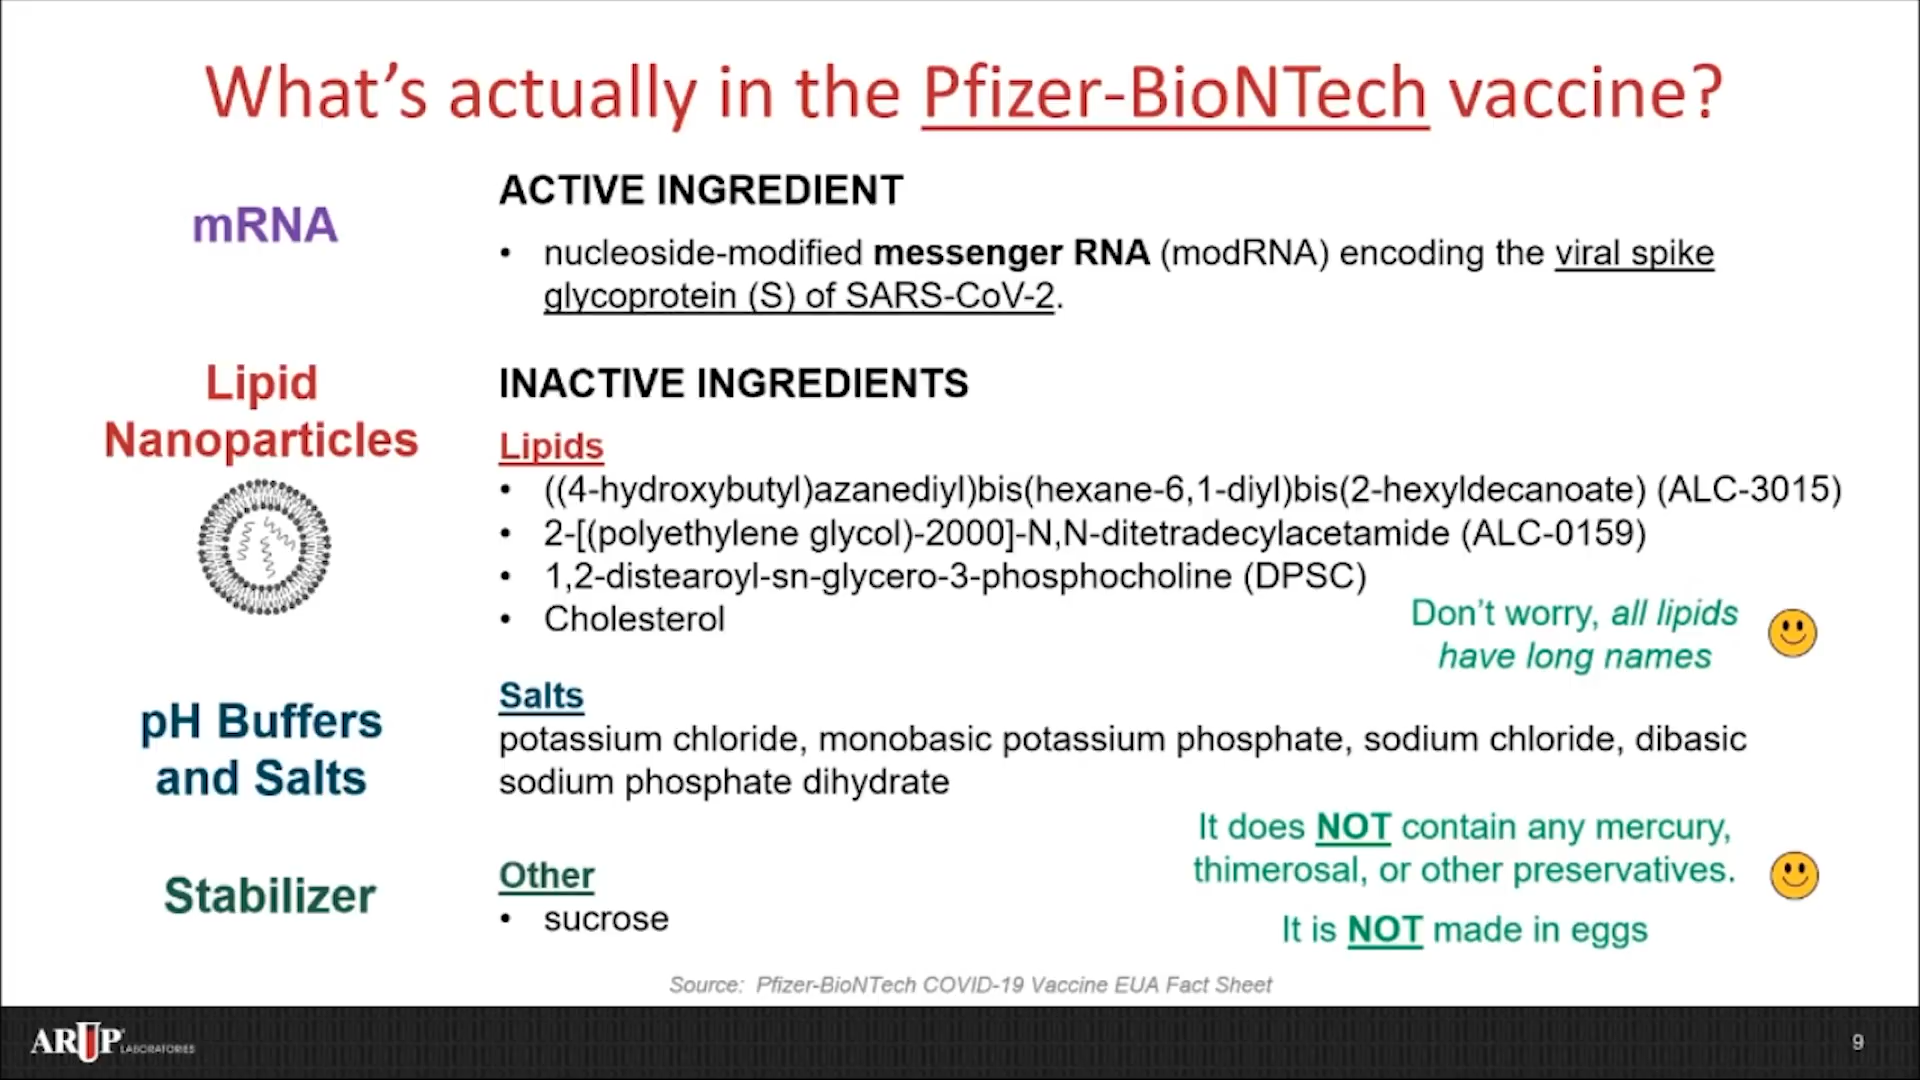 What's actually in the Pfizer-BioNTech vaccine?
mRNA
ACTIVE INGREDIENT
• nucleoside-modified messenger RNA (modRNA) encoding the viral spike
glycoprotein (S) of SARS-CoV-2.
Lipid
Nanoparticles
INACTIVE INGREDIENTS
Lipids
• ((4-hydroxybutyl)azanediyl)bis(hexane-6,1-diyl)bis(2-hexyldecanoate) (ALC-3015)
• 2-[(polyethylene glycol)-2000]-N,N-ditetradecylacetamide (ALC-0159)
• 1,2-distearoyl-sn-glycero-3-phosphocholine (DPSC)
• Cholesterol
Don't worry, all lipids
have long names
pH Buffers
and Salts
Salts
potassium chloride, monobasic potassium phosphate, sodium chloride, dibasic
sodium phosphate dihydrate
It does NOT contain any mercury,
thimerosal, or other preservatives.
It is NOT made in eggs
Stabilizer
Other
• sucrose
Source: Pfizer-BioNTech COVID-19 Vaccine EUA Fact Sheet
ARUP LABORATORIES
9